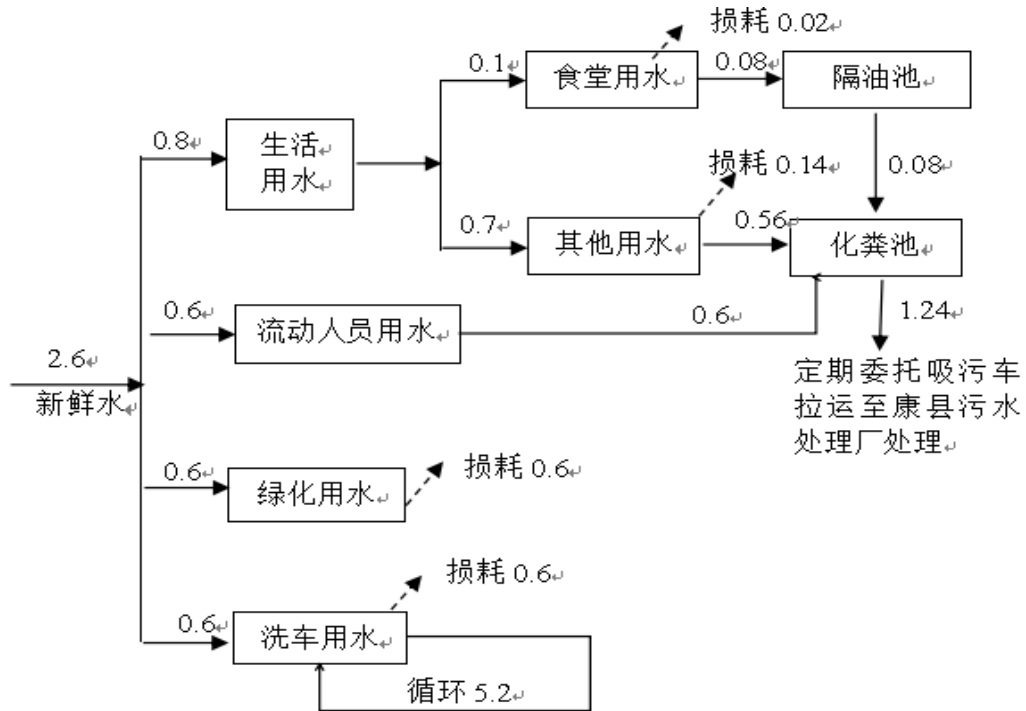 损耗 0.02
0.1
食堂用水
0.08
隔油池
0.8
生活
用水
0.08
损耗 0.14
0.7
其他用水
0.56
化粪池
0.6
流动人员用水
0.6
1.24
2.6
新鲜水
定期委托吸污车
拉运至康县污水
处理厂处理
0.6
绿化用水
损耗 0.6
损耗 0.6
0.6
洗车用水
循环 5.2